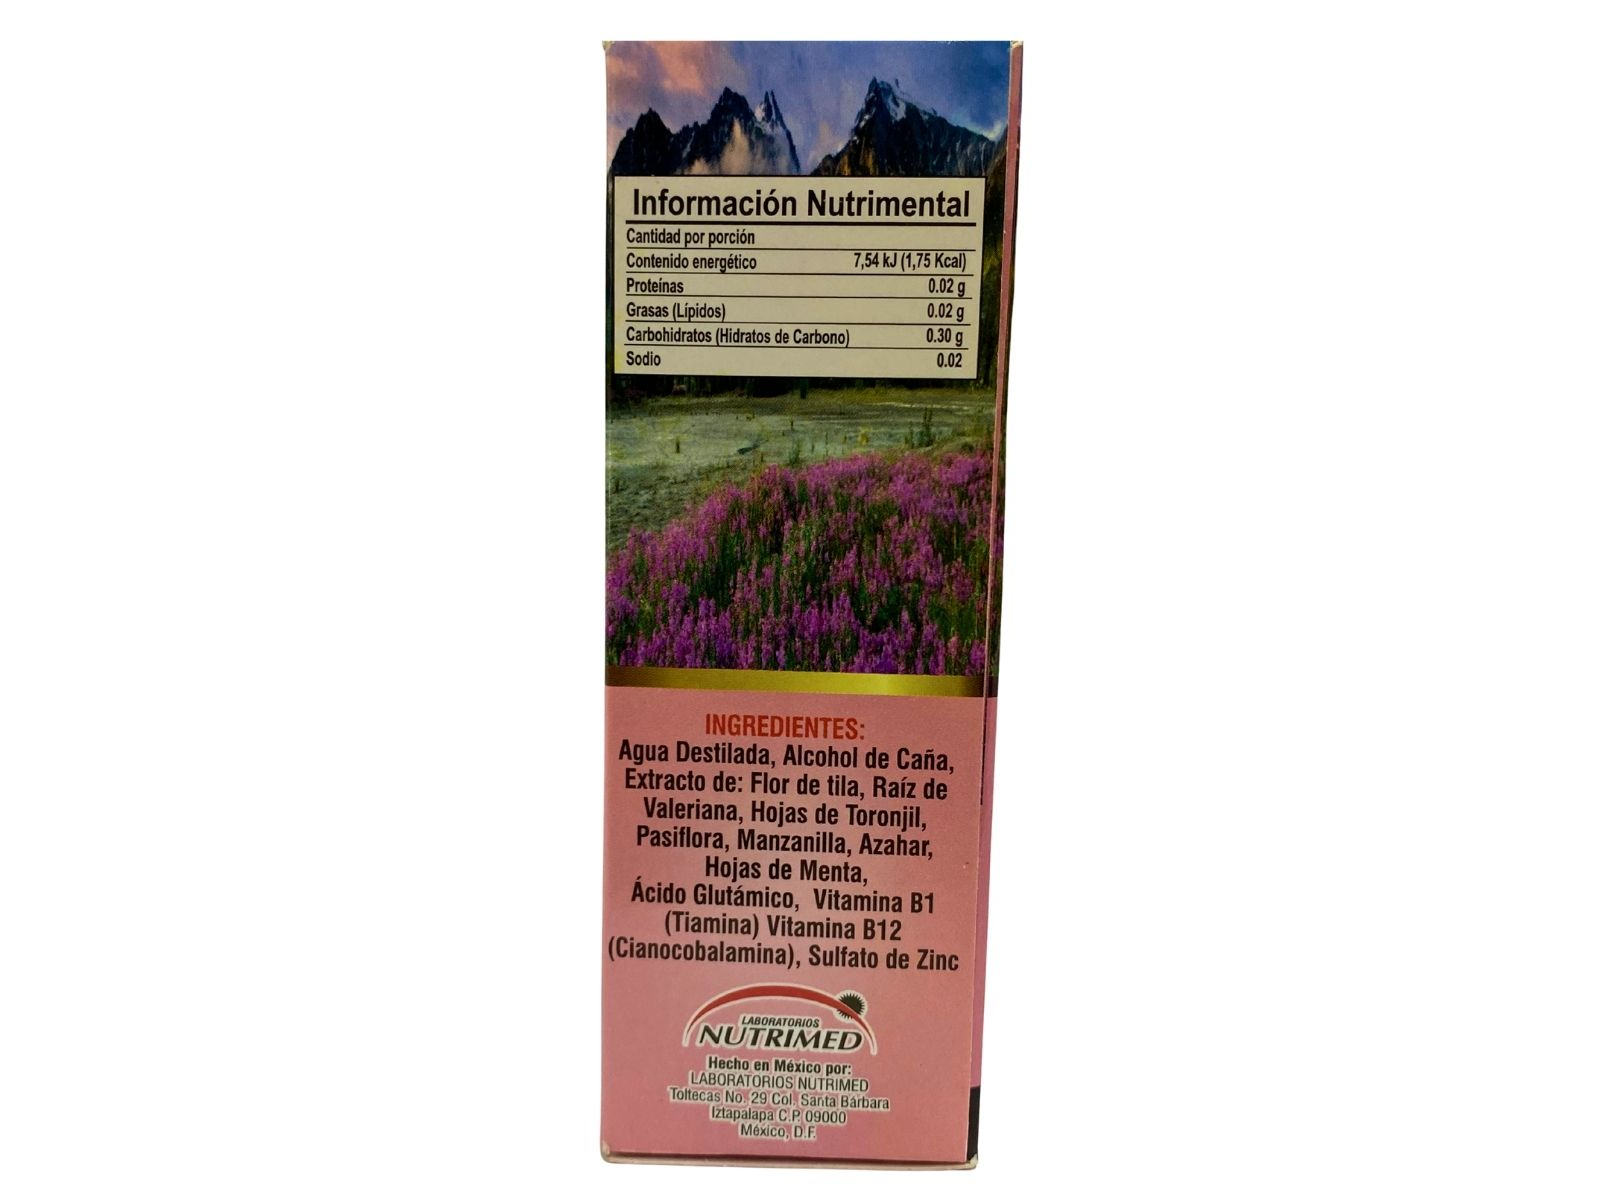 Información Nutrimental
Cantidad por porción
Contenido energético 7,54 kJ (1,75 Kcal)
Proteínas 0.02 g
Grasas (Lípidos) 0.02 g
Carbohidratos (Hidratos de Carbono) 0.30 g
Sodio 0.02
INGREDIENTES:
Agua Destilada, Alcohol de Caña,
Extracto de: Flor de tila, Raíz de
Valeriana, Hojas de Toronjil,
Pasiflora, Manzanilla, Azahar,
Hojas de Menta,
Ácido Glutámico, Vitamina B1
(Tiamina) Vitamina B12
(Cianocobalamina), Sulfato de Zinc
LABORATORIOS
NUTRIMED
Hecho en México por:
LABORATORIOS NUTRIMED
Toltecas No. 29 Col. Santa Bárbara
Iztapalapa C.P. 09000
México, D.F.